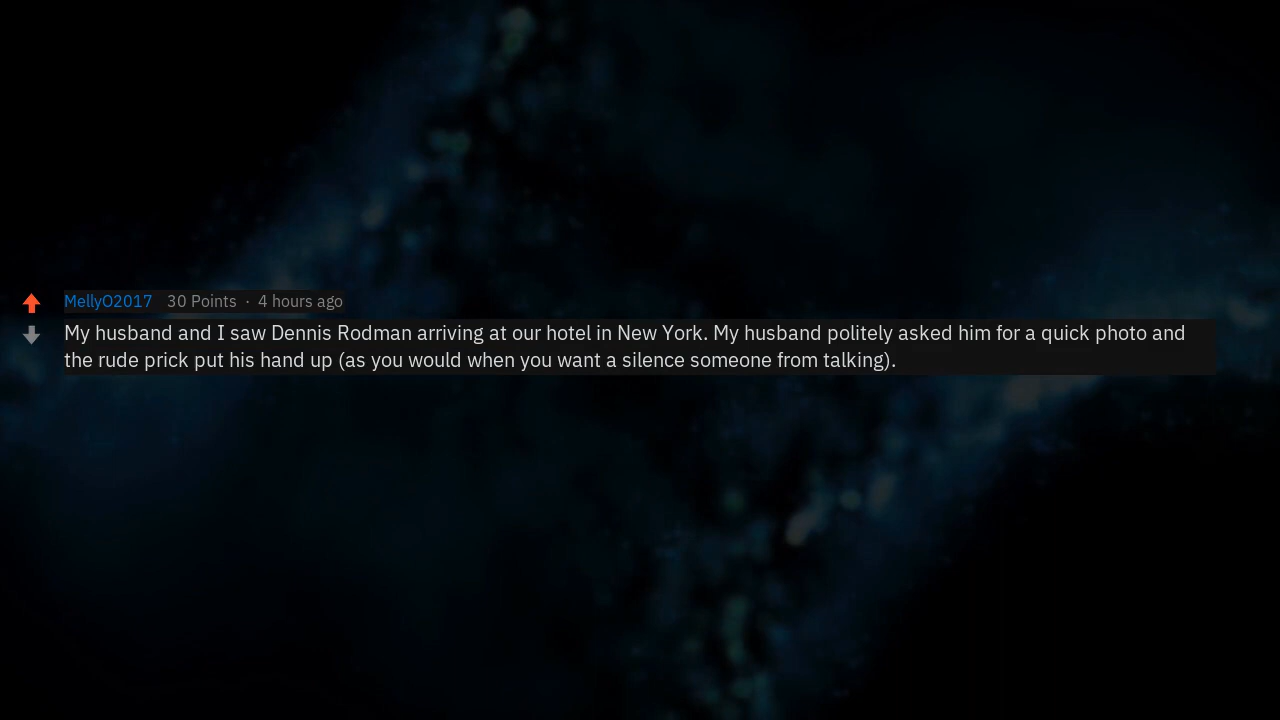 MellyO2017 30 Points · 4 hours ago
My husband and I saw Dennis Rodman arriving at our hotel in New York. My husband politely asked him for a quick photo and
the rude prick put his hand up (as you would when you want a silence someone from talking).